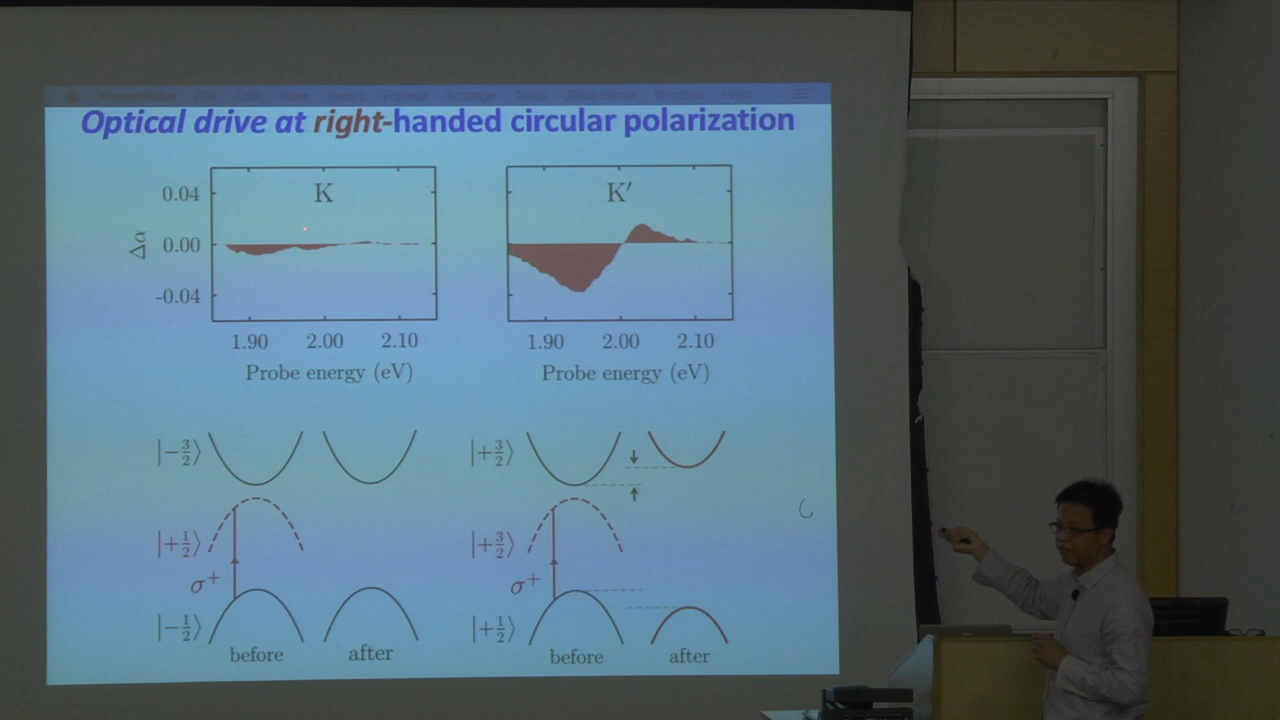 Optical drive at right-handed circular polarization
K
K′
0.04
Δα 0.00
-0.04
1.90 2.00 2.10
1.90 2.00 2.10
Probe energy (eV)
Probe energy (eV)
|−3/2⟩
|+3/2⟩
|+1/2⟩
|+3/2⟩
σ+
σ+
|−1/2⟩
|+1/2⟩
before after
before after